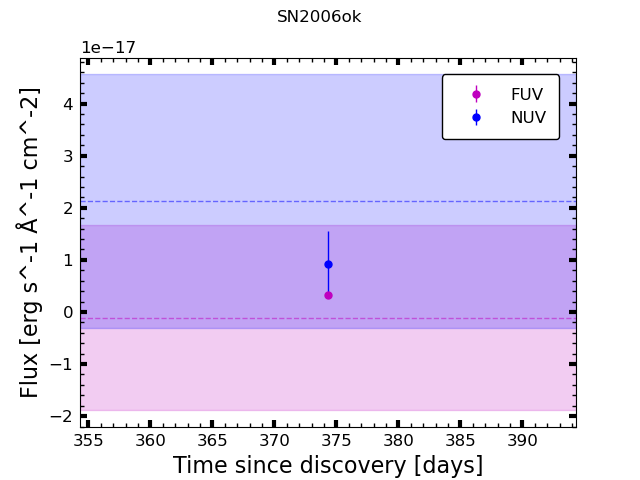 SN2006ok
1e−17
FUV
NUV
4
3
2
1
0
−1
−2
Flux [erg s^-1 Å^-1 cm^-2]
355 360 365 370 375 380 385 390
Time since discovery [days]